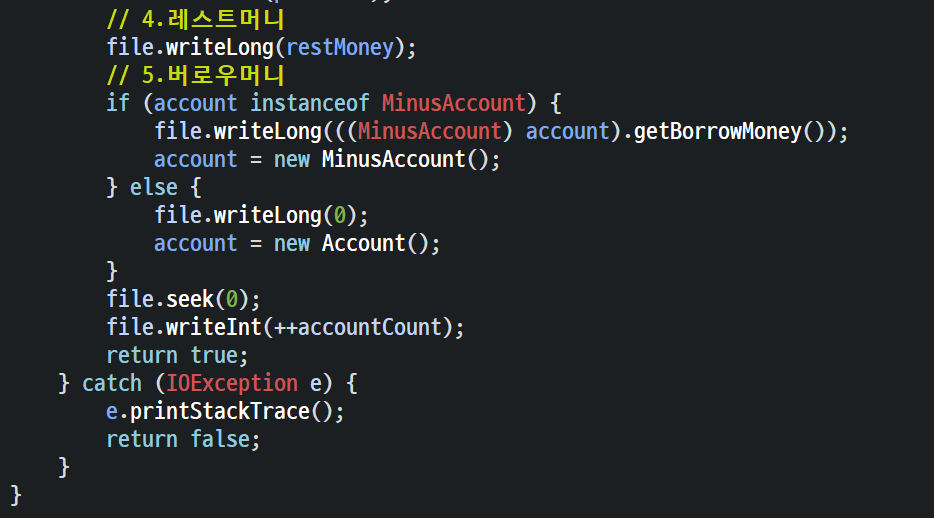 // 4.레스트머니
file.writeLong(restMoney);
// 5.버로우머니
if (account instanceof MinusAccount) {
file.writeLong(((MinusAccount) account).getBorrowMoney());
account = new MinusAccount();
} else {
file.writeLong(0);
account = new Account();
}
file.seek(0);
file.writeInt(++accountCount);
return true;
} catch (IOException e) {
e.printStackTrace();
return false;
}
}